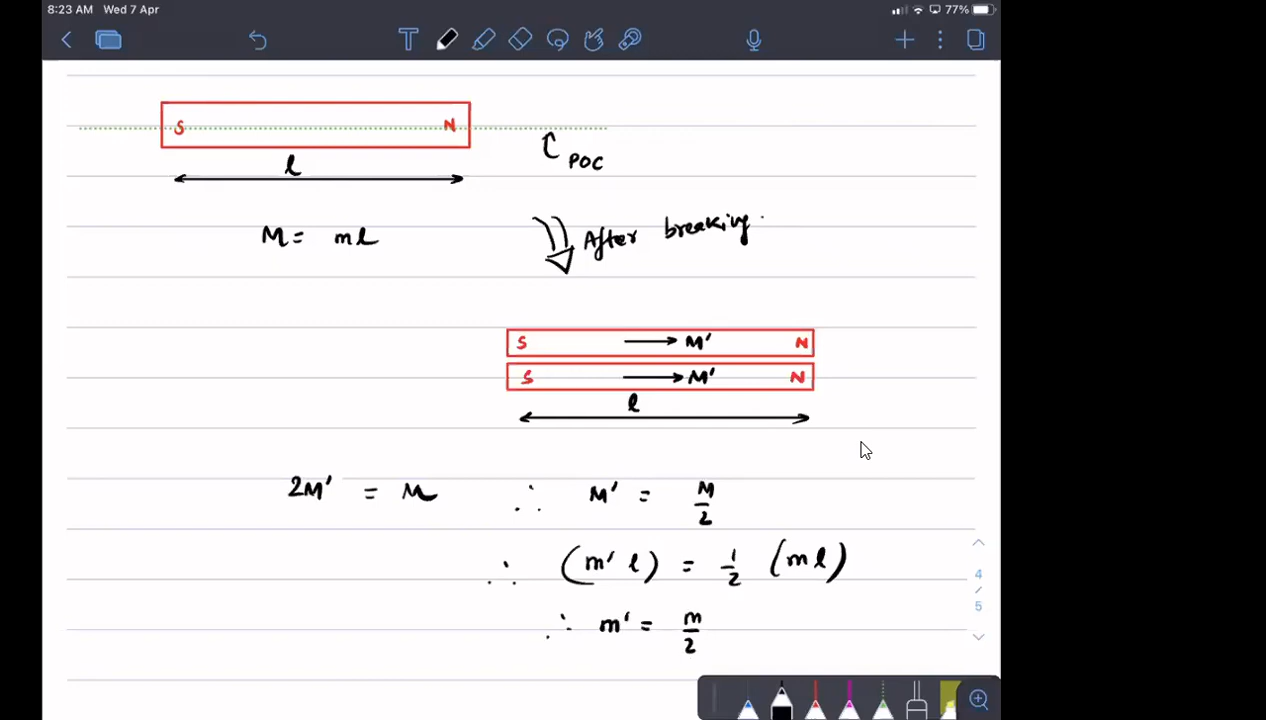 8:23 AM Wed 7 Apr
77%
T
S N
POC
l
M = ml
After breaking
S → M' N
S → M' N
l
2M' = M ∴ M' = M/2
∴ (m' l) = 1/2 (ml)
∴ m' = m/2
4
/
5